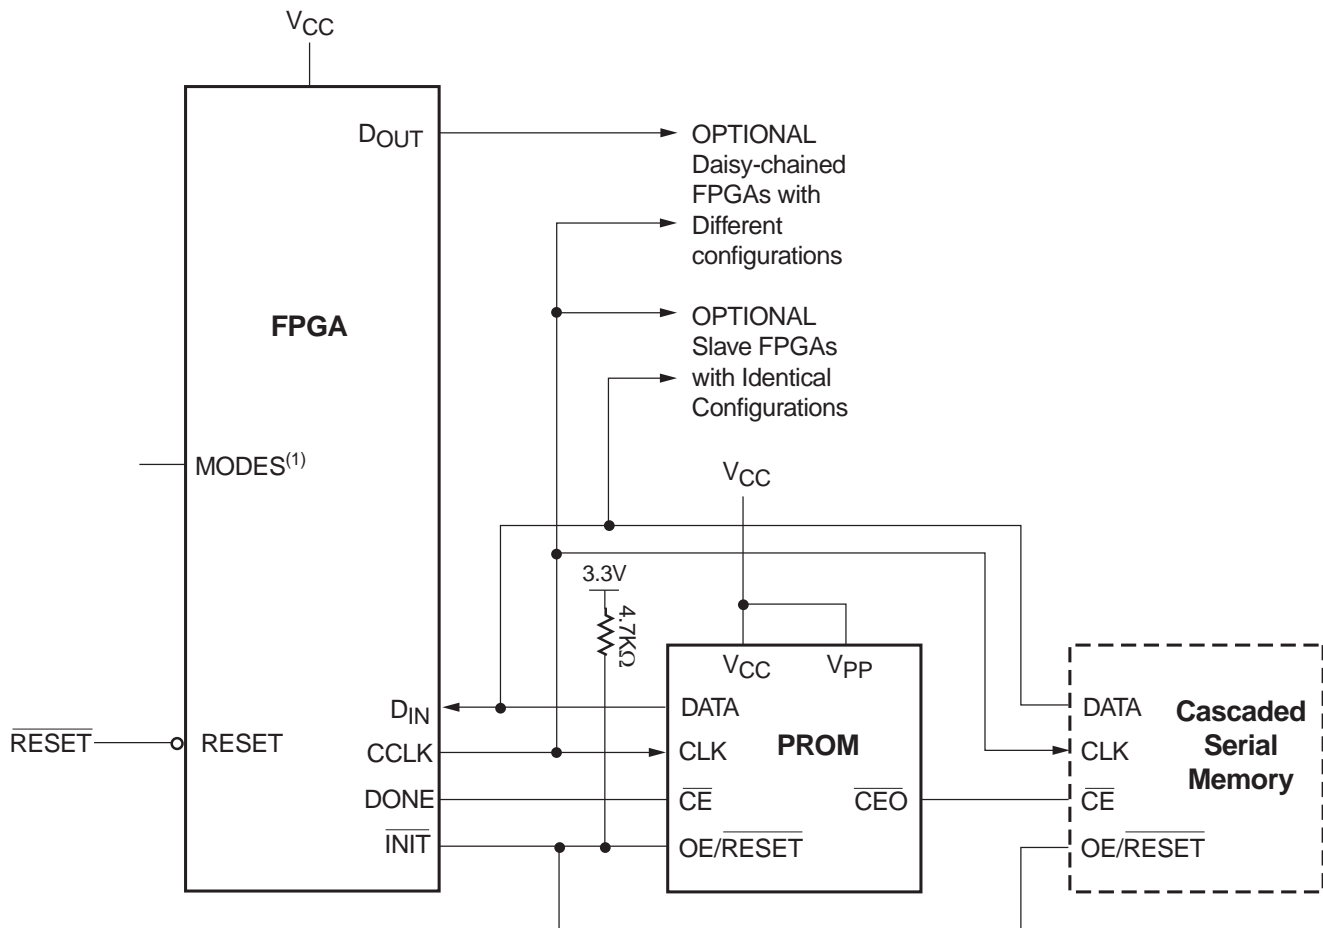 VCC
DOUT
OPTIONAL
Daisy-chained
FPGAs with
Different
configurations
FPGA
OPTIONAL
Slave FPGAs
with Identical
Configurations
MODES(1)
VCC
3.3V
4.7KΩ
VCC
VPP
DIN
DATA
DATA
Cascaded
Serial
Memory
RESET
RESET
CCLK
CLK
PROM
CLK
DONE
CE
CEO
CE
INIT
OE/RESET
OE/RESET